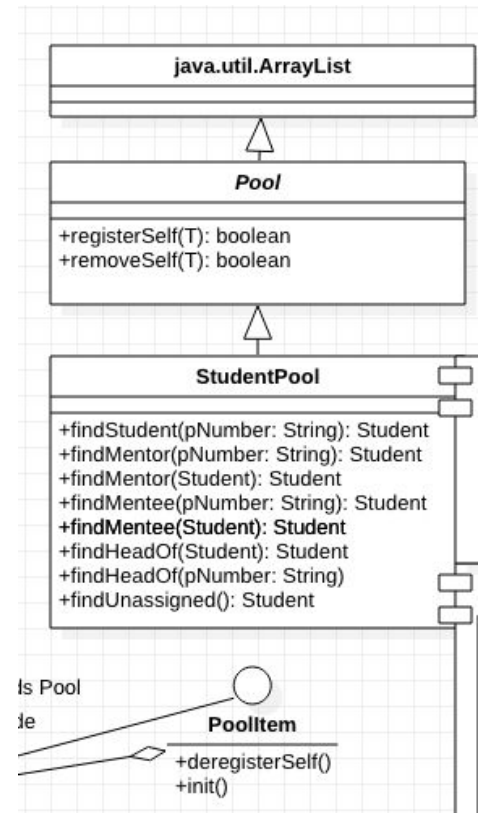 java.util.ArrayList
Pool
+registerSelf(T): boolean
+removeSelf(T): boolean
StudentPool
+findStudent(pNumber: String): Student
+findMentor(pNumber: String): Student
+findMentor(Student): Student
+findMentee(pNumber: String): Student
+findMentee(Student): Student
+findHeadOf(Student): Student
+findHeadOf(pNumber: String)
+findUnassigned(): Student
Pool
PoolItem
+deregisterSelf()
+init()